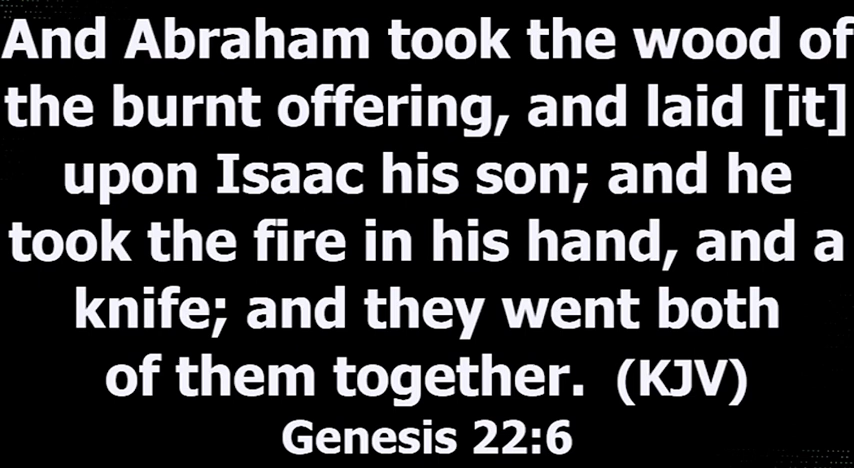 And Abraham took the wood of
the burnt offering, and laid [it]
upon Isaac his son; and he
took the fire in his hand, and a
knife; and they went both
of them together.  (KJV)
Genesis 22:6